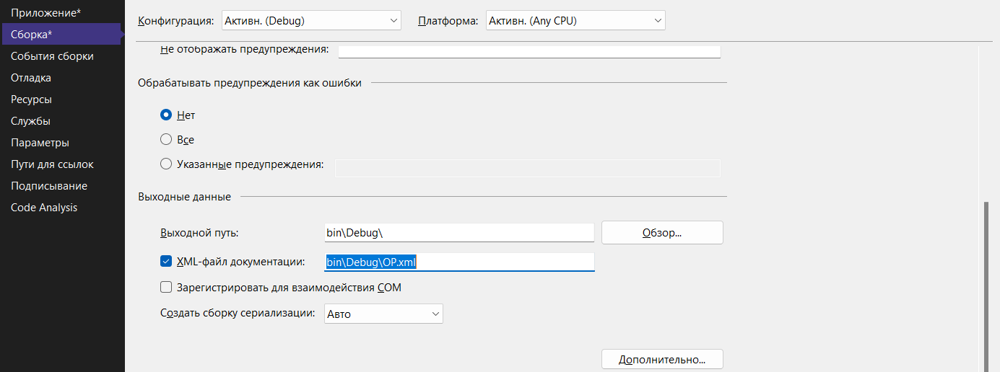 Приложение*
Сборка*
События сборки
Отладка
Ресурсы
Службы
Параметры
Пути для ссылок
Подписывание
Code Analysis
Конфигурация: Активн. (Debug) Платформа: Активн. (Any CPU)
Не отображать предупреждения:
Обрабатывать предупреждения как ошибки
Нет
Все
Указанные предупреждения:
Выходные данные
Выходной путь: bin\Debug\ Обзор...
XML-файл документации: bin\Debug\OP.xml
Зарегистрировать для взаимодействия COM
Создать сборку сериализации: Авто
Дополнительно...